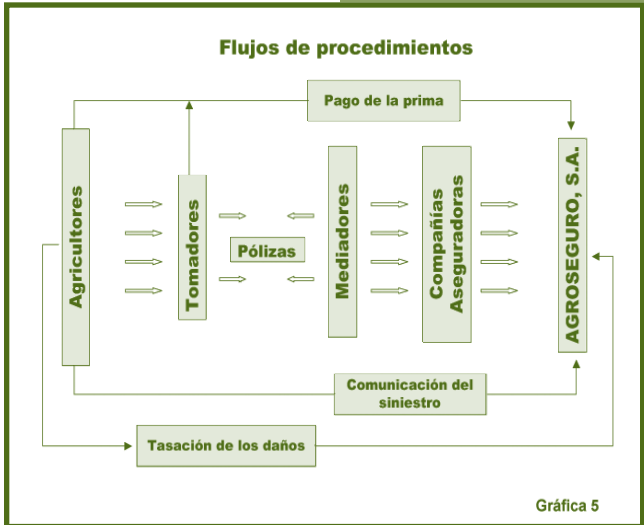 Flujos de procedimientos
Pago de la prima
Agricultores
Tomadores
Pólizas
Mediadores
Compañías
Aseguradoras
AGROSEGURO, S.A.
Comunicación del
siniestro
Tasación de los daños
Gráfica 5